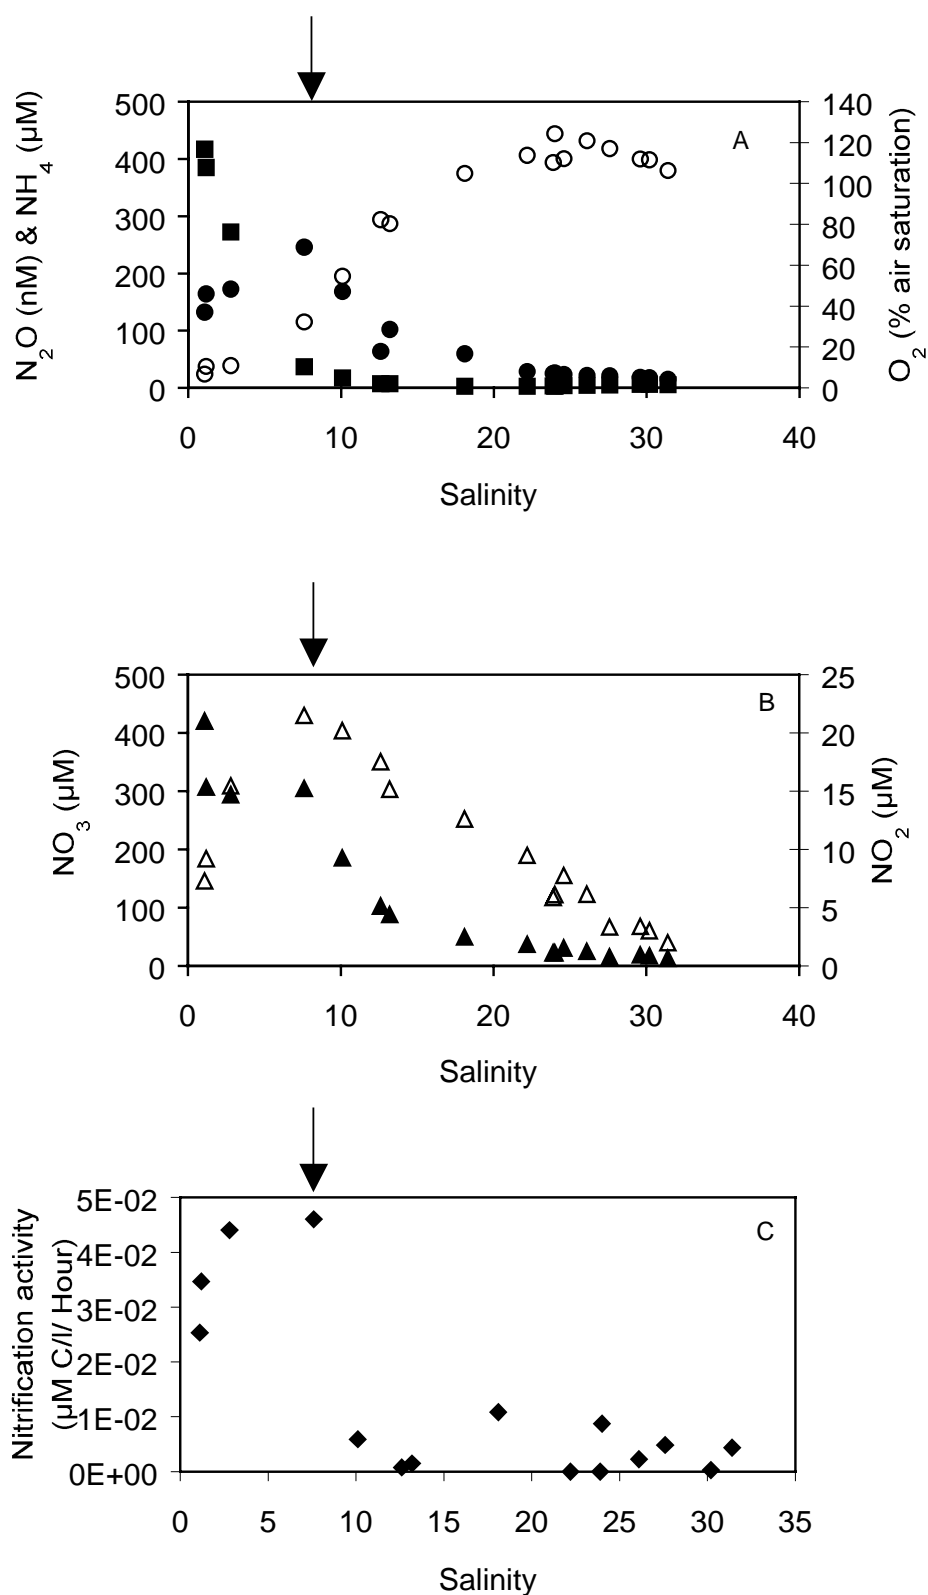 N₂O (nM) & NH₄ (µM)
500
400
300
200
100
0
A
140
120
100
80
60
40
20
0
O₂ (% air saturation)
0 10 20 30 40
Salinity
NO₃ (µM)
500
400
300
200
100
0
B
25
20
15
10
5
0
NO₂ (µM)
0 10 20 30 40
Salinity
Nitrification activity
(µM C/l/ Hour)
5E-02
4E-02
3E-02
2E-02
1E-02
0E+00
C
0 5 10 15 20 25 30 35
Salinity